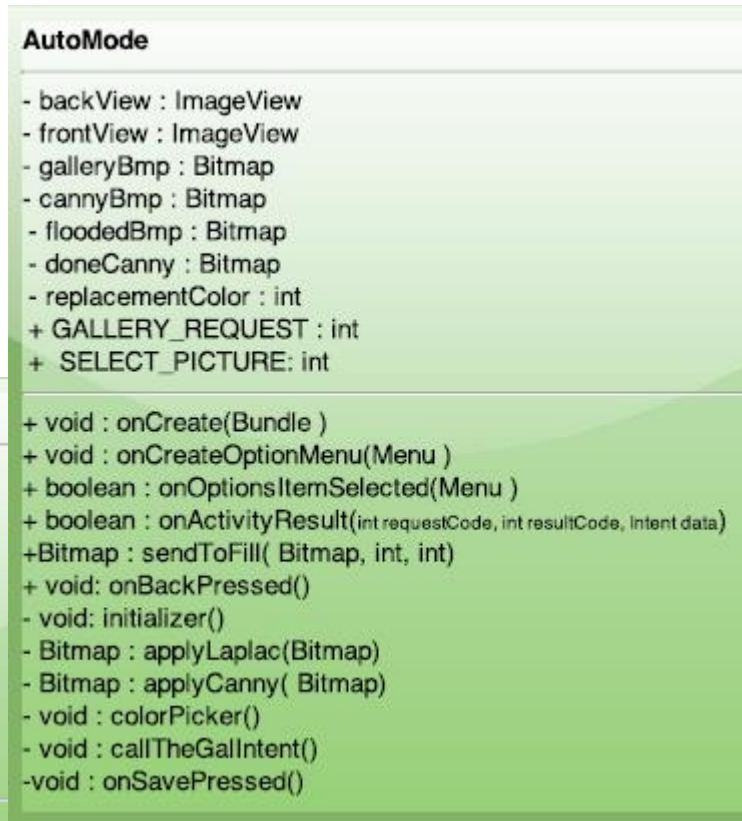 AutoMode
- backView : ImageView
- frontView : ImageView
- galleryBmp : Bitmap
- cannyBmp : Bitmap
- floodedBmp : Bitmap
- doneCanny : Bitmap
- replacementColor : int
+ GALLERY_REQUEST : int
+ SELECT_PICTURE: int
+ void : onCreate(Bundle )
+ void : onCreateOptionMenu(Menu )
+ boolean : onOptionsItemSelected(Menu )
+ boolean : onActivityResult(int requestCode, int resultCode, Intent data)
+Bitmap : sendToFill( Bitmap, int, int)
+ void: onBackPressed()
- void: initializer()
- Bitmap : applyLaplac(Bitmap)
- Bitmap : applyCanny( Bitmap)
- void : colorPicker()
- void : callTheGalIntent()
-void : onSavePressed()